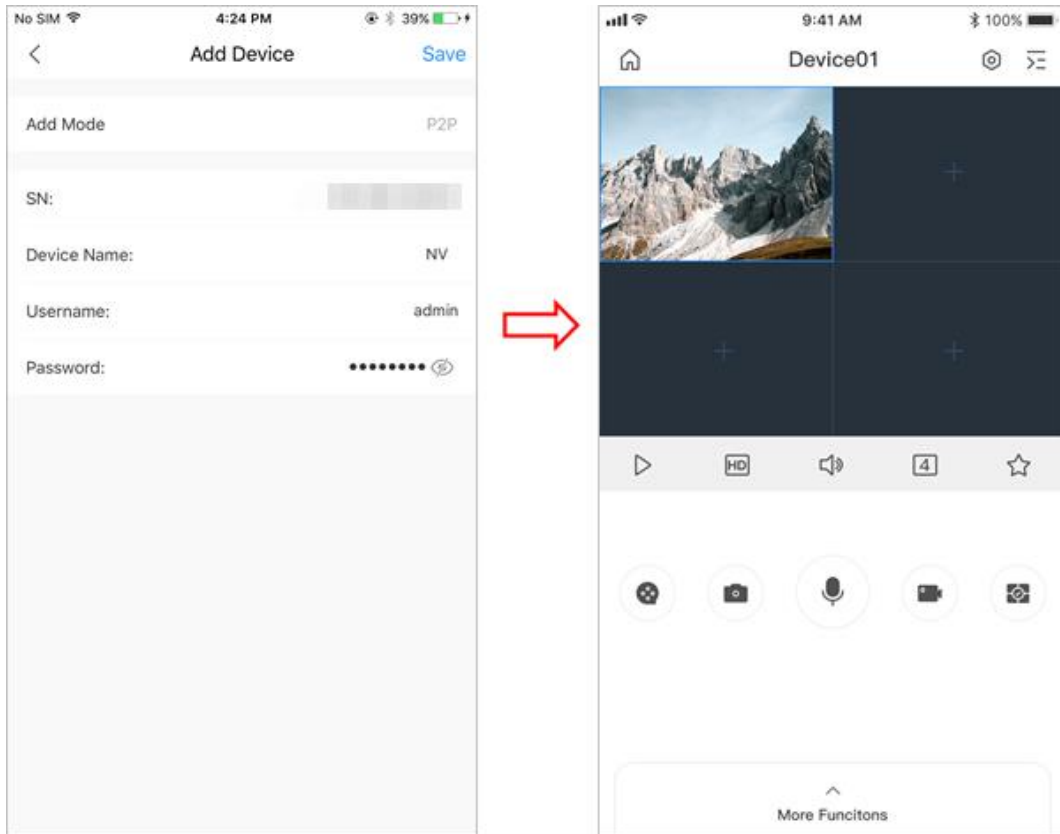 No SIM 4:24 PM 39%
Add Device Save
Add Mode P2P
SN:
Device Name: NV
Username: admin
Password: ••••••••
9:41 AM 100%
Device01
HD 4
More Funcitons